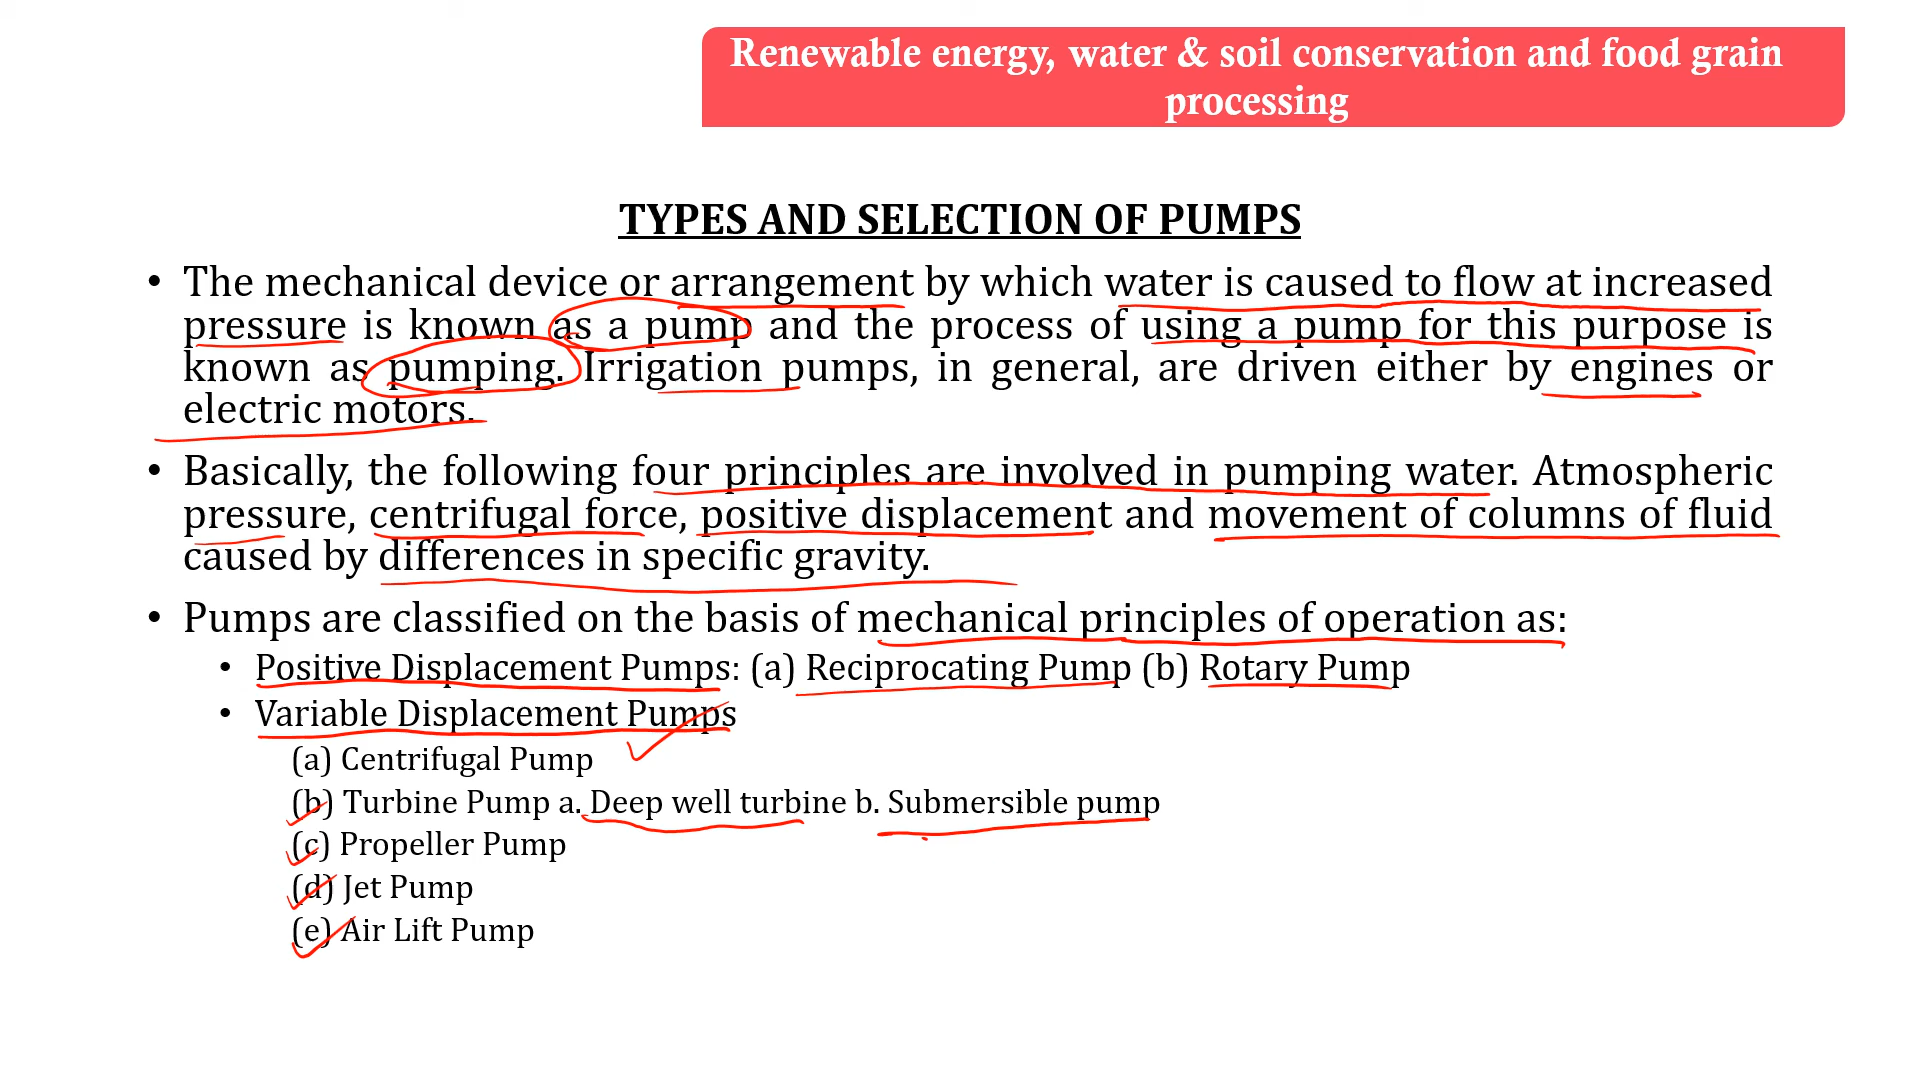 Renewable energy, water & soil conservation and food grain
processing
TYPES AND SELECTION OF PUMPS
• The mechanical device or arrangement by which water is caused to flow at increased
pressure is known as a pump and the process of using a pump for this purpose is
known as pumping. Irrigation pumps, in general, are driven either by engines or
electric motors.
• Basically, the following four principles are involved in pumping water. Atmospheric
pressure, centrifugal force, positive displacement and movement of columns of fluid
caused by differences in specific gravity.
• Pumps are classified on the basis of mechanical principles of operation as:
• Positive Displacement Pumps: (a) Reciprocating Pump (b) Rotary Pump
• Variable Displacement Pumps
(a) Centrifugal Pump
(b) Turbine Pump a. Deep well turbine b. Submersible pump
(c) Propeller Pump
(d) Jet Pump
(e) Air Lift Pump